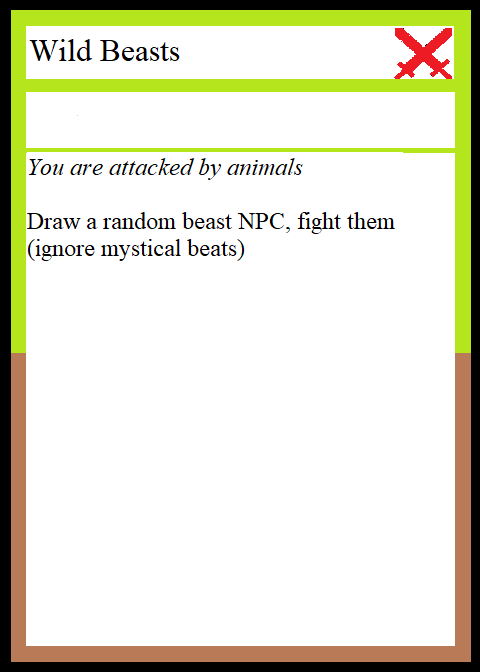 Wild Beasts
You are attacked by animals
Draw a random beast NPC, fight them
(ignore mystical beats)